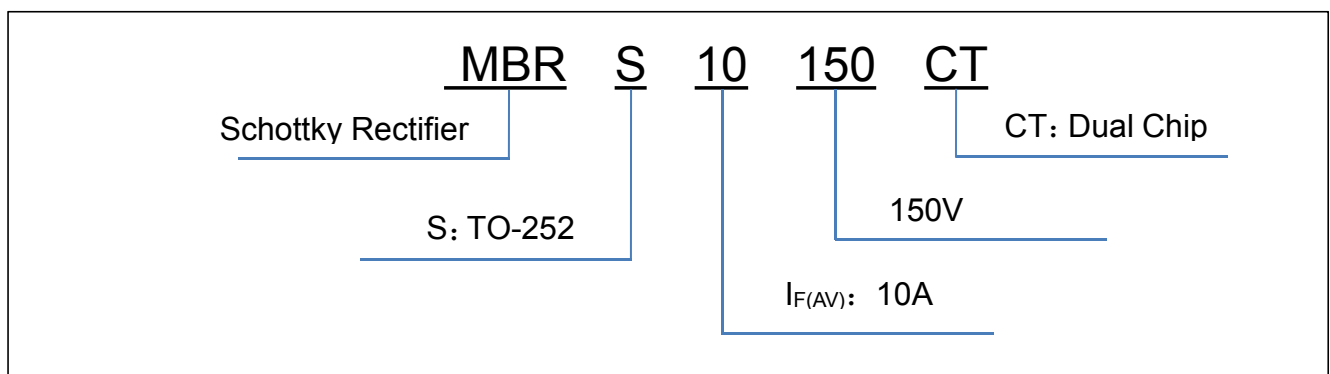 MBR S 10 150 CT
Schottky Rectifier
CT：Dual Chip
S：TO-252
150V
IF(AV)：10A